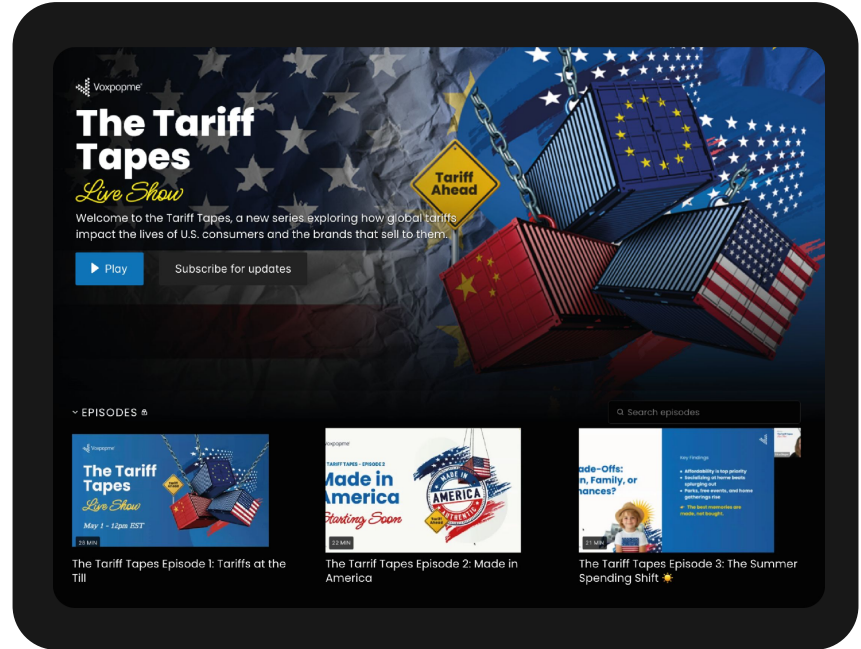 Voxpopme
The Tariff
Tapes
Live Show
Welcome to the Tariff Tapes, a new series exploring how global tariffs
impact the lives of U.S. consumers and the brands that sell to them.
Play
Subscribe for updates
Tariff
Ahead
EPISODES
Search episodes
Voxpopme
The Tariff
Tapes
Live Show
May 1 - 12pm EST
The Tariff Tapes Episode 1: Tariffs at the
Till
oxpopme
TARIFF TAPES - EPISODE 2
Made in
America
Starting Soon
MADE IN
AMERICA
AUTHENTIC
Tariff
Ahead
22 MIN
The Tarrif Tapes Episode 2: Made in
America
ade-Offs:
n, Family, or
nances?
Key Findings
Affordability is top priority
Socializing at home beats
splurging out
Parks, free events, and home
gatherings rise
The best memories are
made, not bought.
21 MIN
The Tariff Tapes Episode 3: The Summer
Spending Shift ☀️